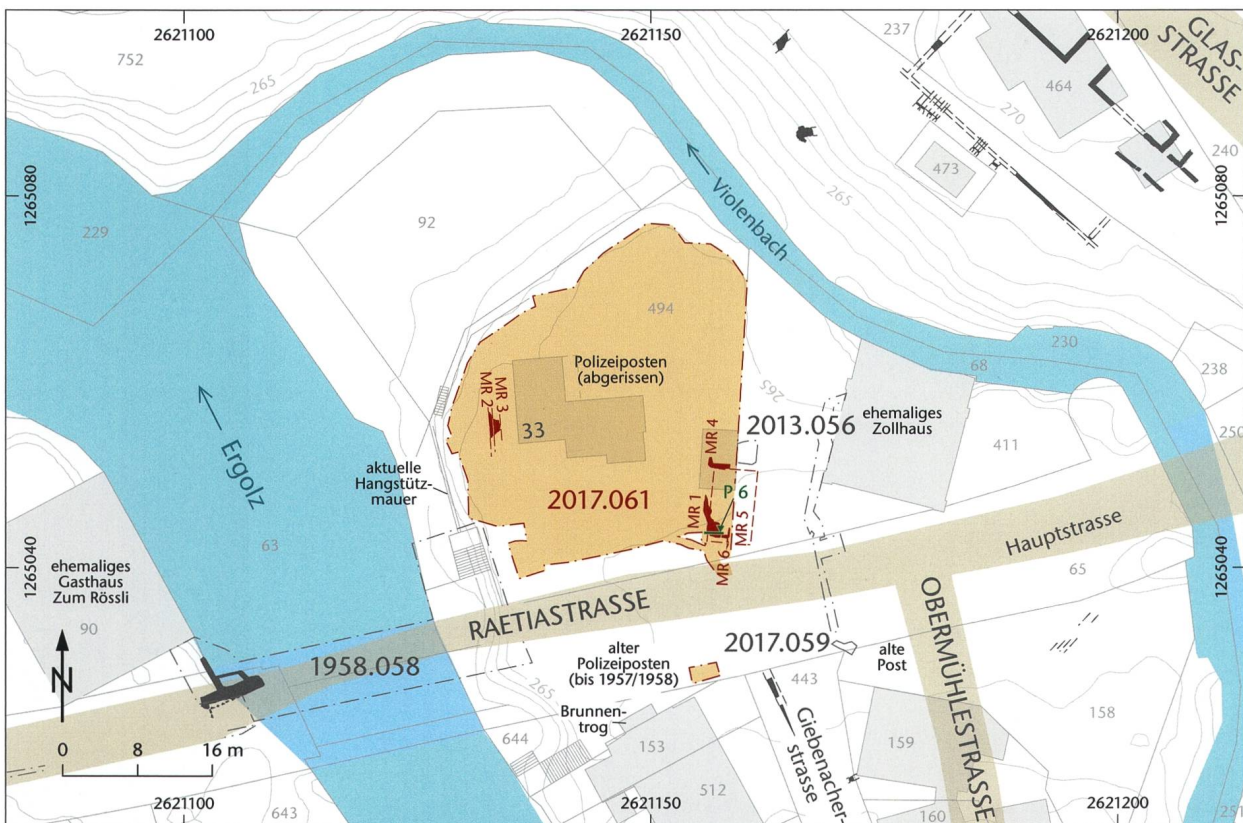 2621100
2621150
2621200
752
265
237
464
GLAS-
STRASSE
270
240
1265080
1265080
92
Violenbach
265
473
229
494
230
68
238
Polizeiposten
(abgerissen)
265
ehemaliges
Zollhaus
MR 2
MR 3
33
2013.056
MR 4
411
250
Ergolz
aktuelle
Hangstütz-
mauer
2017.061
P 6
MR 1
MR 5
MR 6
Hauptstrasse
63
1265040
1265040
ehemaliges
Gasthaus
Zum Rössli
90
65
RAETIASTRASSE
OBERMÜHLESTRASSE
N
1958.058
alter
Polizeiposten
(bis 1957/1958)
2017.059
alte
Post
265
443
Brunnen-
trog
Giebenacher-
strasse
158
0 8 16 m
644
153
159
512
643
160
251
2621100
2621150
2621200